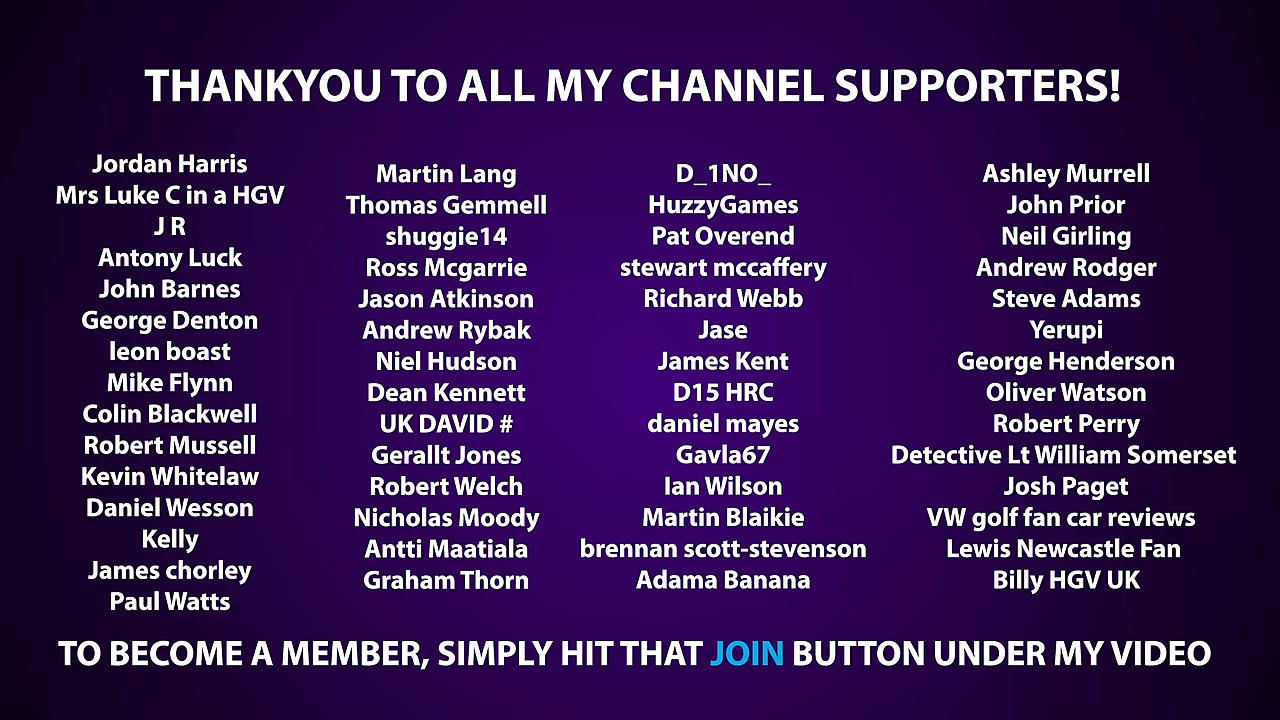 THANKYOU TO ALL MY CHANNEL SUPPORTERS!
Jordan Harris
Mrs Luke C in a HGV
J R
Antony Luck
John Barnes
George Denton
leon boast
Mike Flynn
Colin Blackwell
Robert Mussell
Kevin Whitelaw
Daniel Wesson
Kelly
James chorley
Paul Watts
Martin Lang
Thomas Gemmell
shuggie14
Ross Mcgarrie
Jason Atkinson
Andrew Rybak
Niel Hudson
Dean Kennett
UK DAVID #
Gerallt Jones
Robert Welch
Nicholas Moody
Antti Maatiala
Graham Thorn
D_1NO_
HuzzyGames
Pat Overend
stewart mccaffery
Richard Webb
Jase
James Kent
D15 HRC
daniel mayes
Gavla67
Ian Wilson
Martin Blaikie
brennan scott-stevenson
Adama Banana
Ashley Murrell
John Prior
Neil Girling
Andrew Rodger
Steve Adams
Yerupi
George Henderson
Oliver Watson
Robert Perry
Detective Lt William Somerset
Josh Paget
VW golf fan car reviews
Lewis Newcastle Fan
Billy HGV UK
TO BECOME A MEMBER, SIMPLY HIT THAT JOIN BUTTON UNDER MY VIDEO